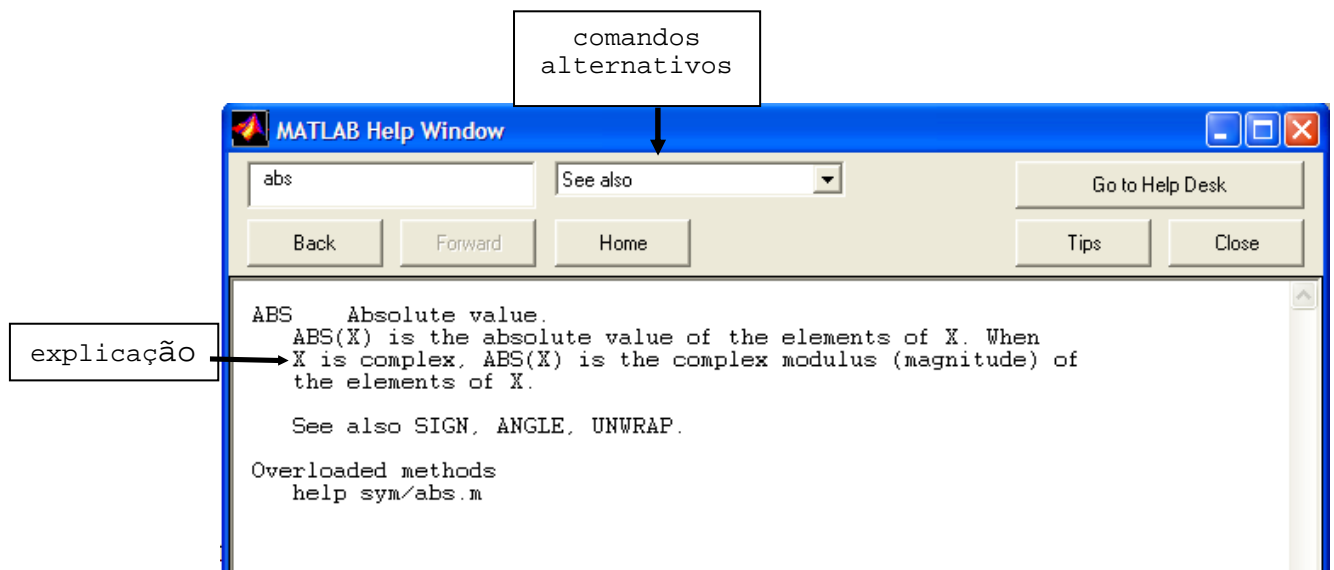 comandos
alternativos
MATLAB Help Window
abs
See also
Go to Help Desk
Back
Forward
Home
Tips
Close
ABS Absolute value.
ABS(X) is the absolute value of the elements of X. When
explicação
X is complex, ABS(X) is the complex modulus (magnitude) of
the elements of X.
See also SIGN, ANGLE, UNWRAP.
Overloaded methods
help sym/abs.m